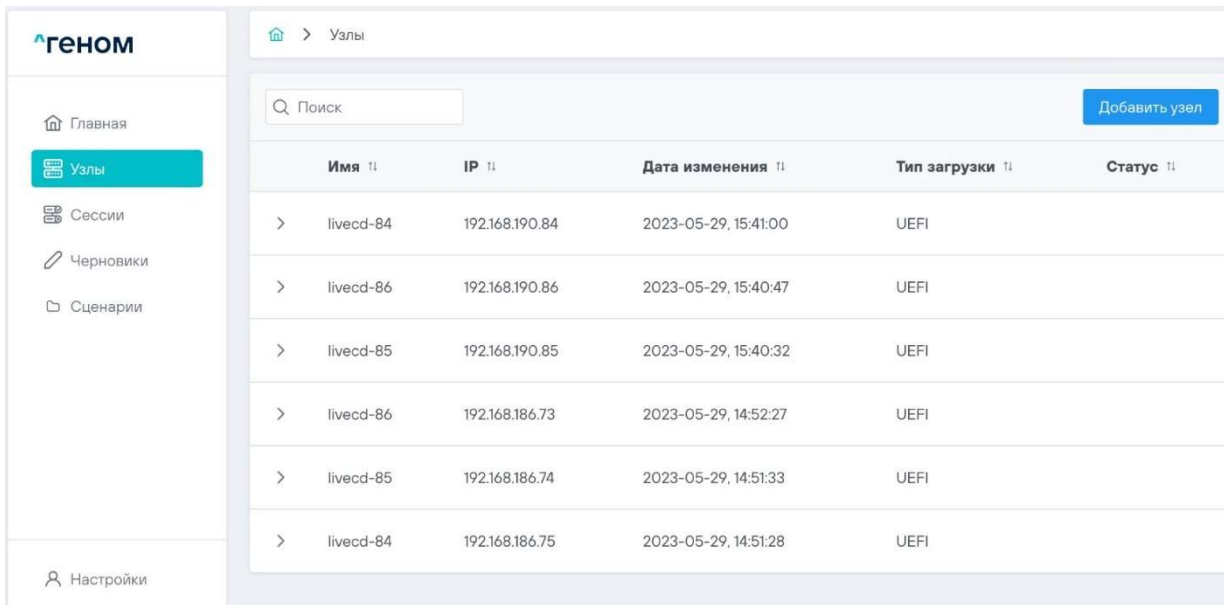 ^геном
Главная
Узлы
Сессии
Черновики
Сценарии
Настройки
> Узлы
Поиск
Добавить узел
Имя IP Дата изменения Тип загрузки Статус
livecd-84 192.168.190.84 2023-05-29, 15:41:00 UEFI
livecd-86 192.168.190.86 2023-05-29, 15:40:47 UEFI
livecd-85 192.168.190.85 2023-05-29, 15:40:32 UEFI
livecd-86 192.168.186.73 2023-05-29, 14:52:27 UEFI
livecd-85 192.168.186.74 2023-05-29, 14:51:33 UEFI
livecd-84 192.168.186.75 2023-05-29, 14:51:28 UEFI